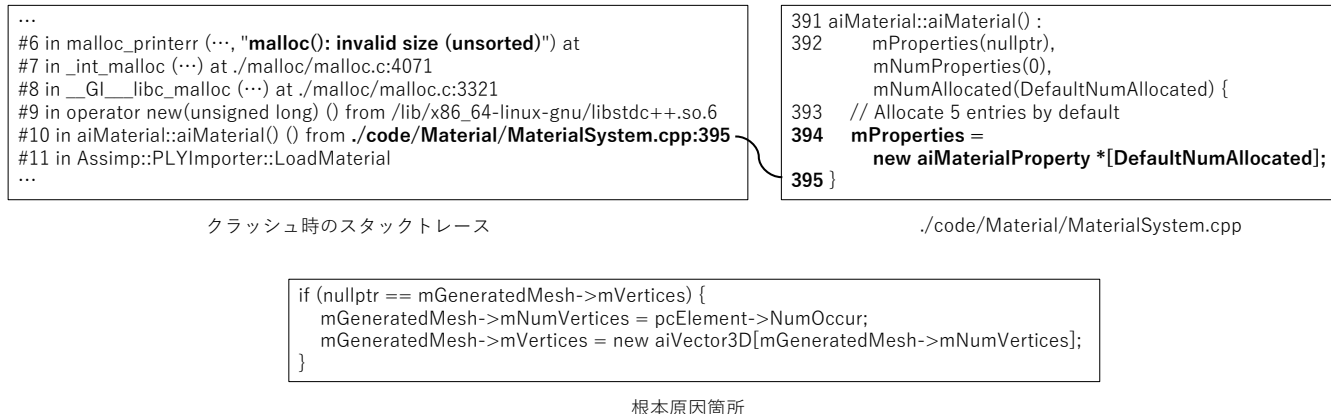 …
#6 in malloc_printerr (…, "malloc(): invalid size (unsorted)") at
#7 in _int_malloc (…) at ./malloc/malloc.c:4071
#8 in __GI___libc_malloc (…) at ./malloc/malloc.c:3321
#9 in operator new(unsigned long) () from /lib/x86_64-linux-gnu/libstdc++.so.6
#10 in aiMaterial::aiMaterial() () from ./code/Material/MaterialSystem.cpp:395
#11 in Assimp::PLYImporter::LoadMaterial
…
クラッシュ時のスタックトレース
391 aiMaterial::aiMaterial() :
392 mProperties(nullptr),
mNumProperties(0),
mNumAllocated(DefaultNumAllocated) {
393 // Allocate 5 entries by default
394 mProperties =
new aiMaterialProperty *[DefaultNumAllocated];
395 }
./code/Material/MaterialSystem.cpp
if (nullptr == mGeneratedMesh->mVertices) {
mGeneratedMesh->mNumVertices = pcElement->NumOccur;
mGeneratedMesh->mVertices = new aiVector3D[mGeneratedMesh->mNumVertices];
}
根本原因箇所